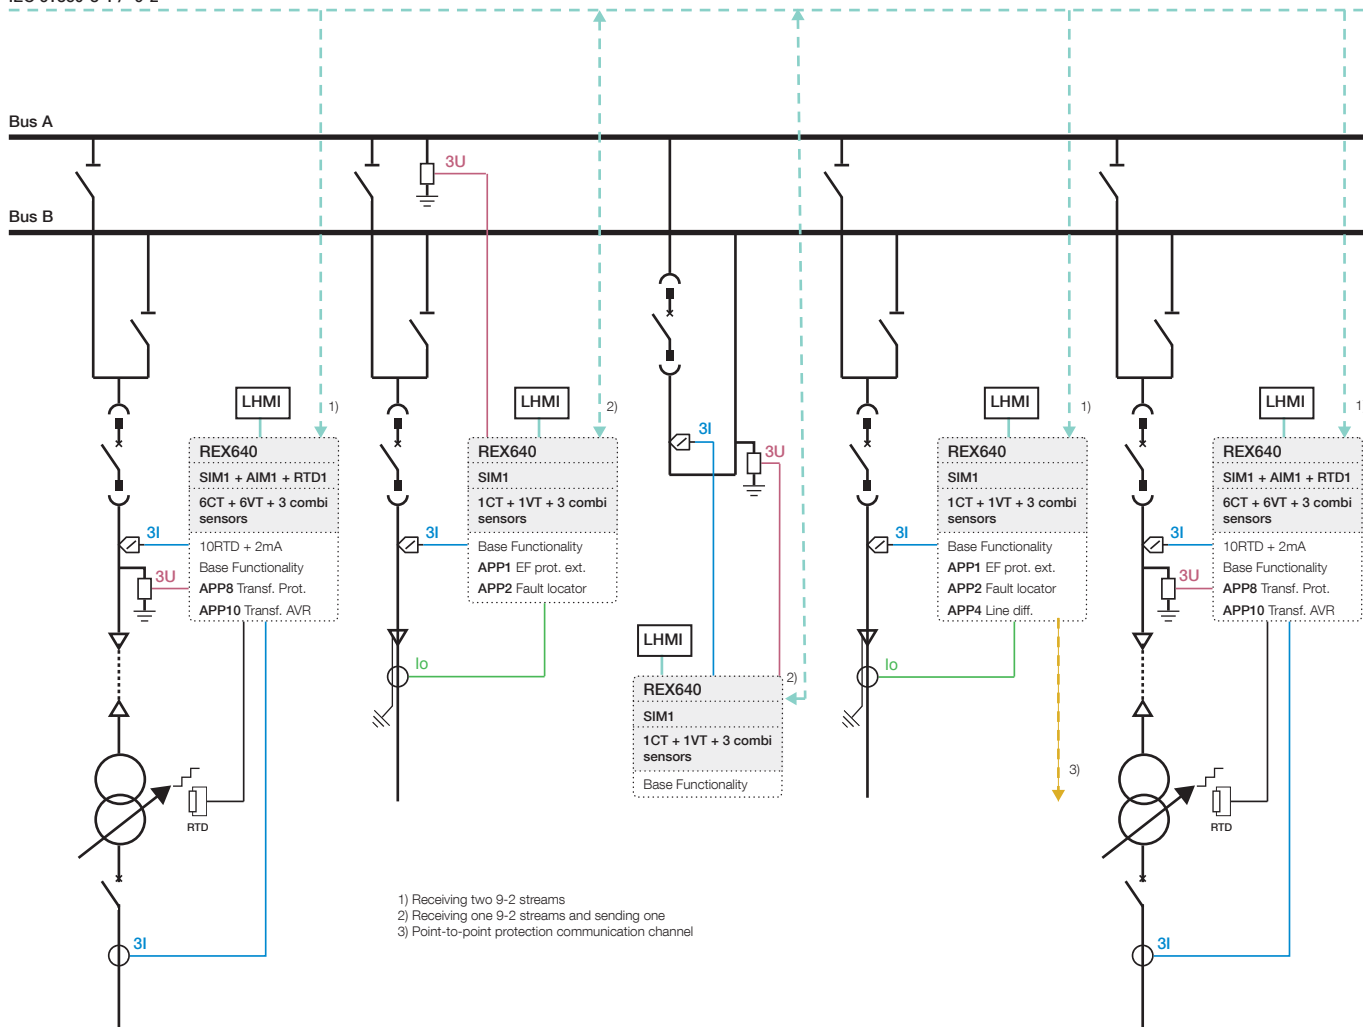 Bus A
3U
Bus B
LHMI
1)
LHMI
2)
LHMI
1)
LHMI
1
REX640
SIM1 + AIM1 + RTD1
6CT + 6VT + 3 combi
sensors
10RTD + 2mA
Base Functionality
APP8 Transf. Prot.
APP10 Transf. AVR
3I
3U
RTD
3I
REX640
SIM1
1CT + 1VT + 3 combi
sensors
Base Functionality
APP1 EF prot. ext.
APP2 Fault locator
3I
Io
3I
3U
LHMI
2)
REX640
SIM1
1CT + 1VT + 3 combi
sensors
Base Functionality
REX640
SIM1
1CT + 1VT + 3 combi
sensors
Base Functionality
APP1 EF prot. ext.
APP2 Fault locator
APP4 Line diff.
3I
Io
3)
REX640
SIM1 + AIM1 + RTD1
6CT + 6VT + 3 combi
sensors
10RTD + 2mA
Base Functionality
APP8 Transf. Prot.
APP10 Transf. AVR
3I
3U
RTD
3I
1) Receiving two 9-2 streams
2) Receiving one 9-2 streams and sending one
3) Point-to-point protection communication channel